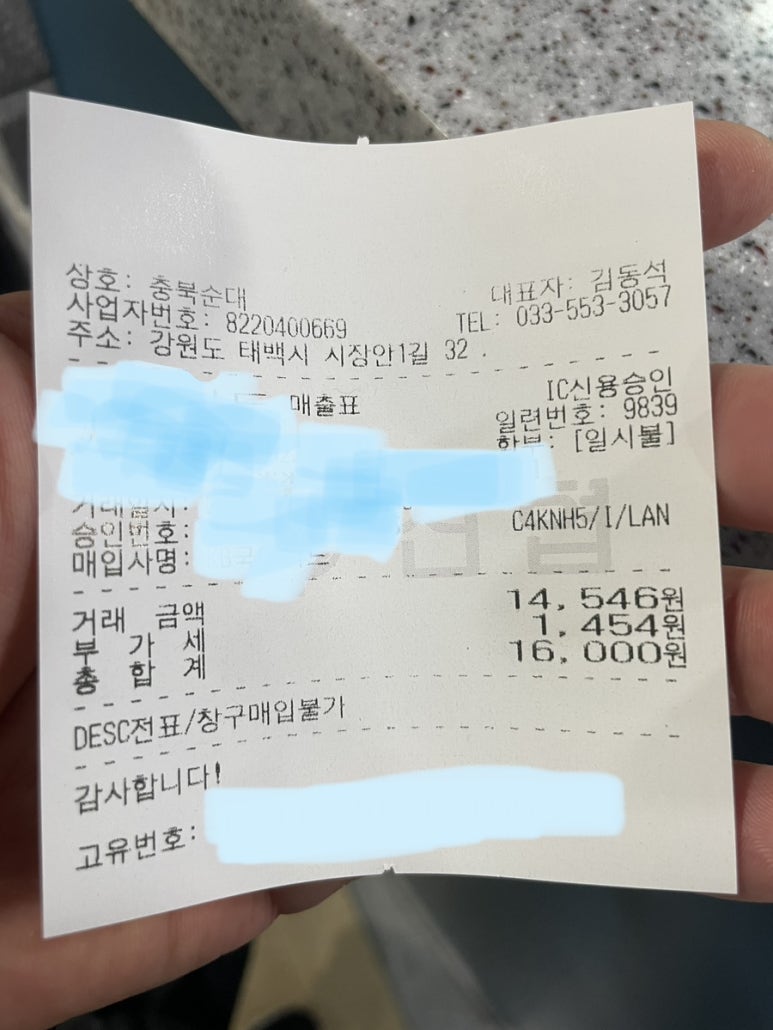 상호: 충북순대 대표자: 김동석
사업자번호: 8220400669 TEL: 033-553-3057
주소: 강원도 태백시 시장안1길 32 .
매출표 IC신용승인
일련번호: 9839
할부: [일시불]
거래일시:
승인번호: C4KNH5/I/LAN
매입사명:
거래 금액 14,546원
부 가 세 1,454원
총 합 계 16,000원
DESC전표/창구매입불가
감사합니다!
고유번호: